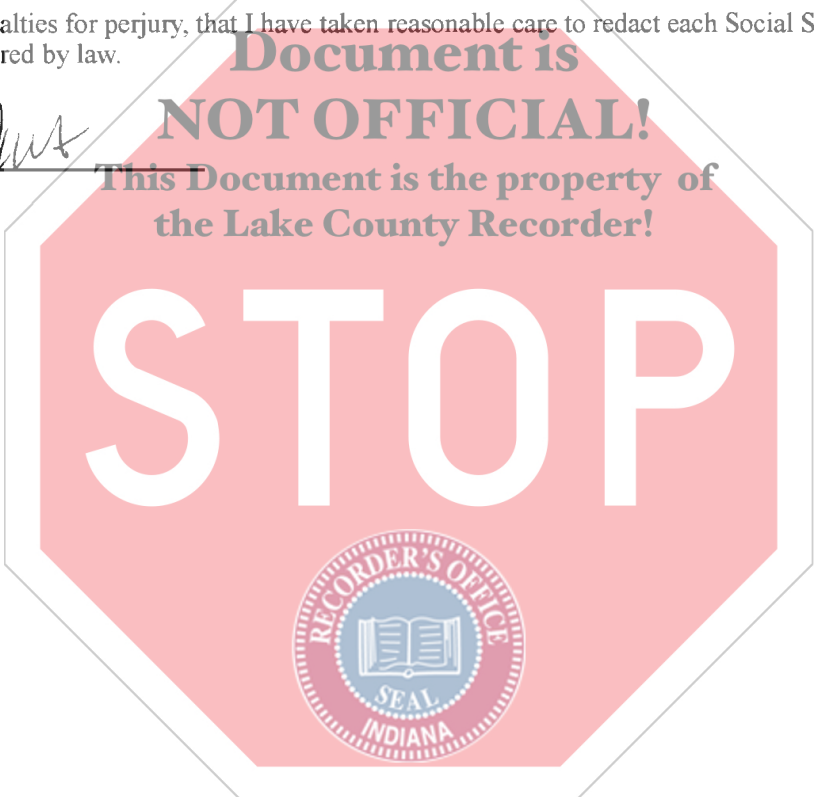 alties for perjury, that I have taken reasonable care to redact each Social S
red by law.
Document is
NOT OFFICIAL!
This Document is the property of
the Lake County Recorder!
STOP
RECORDER'S OFFICE
SEAL
INDIANA